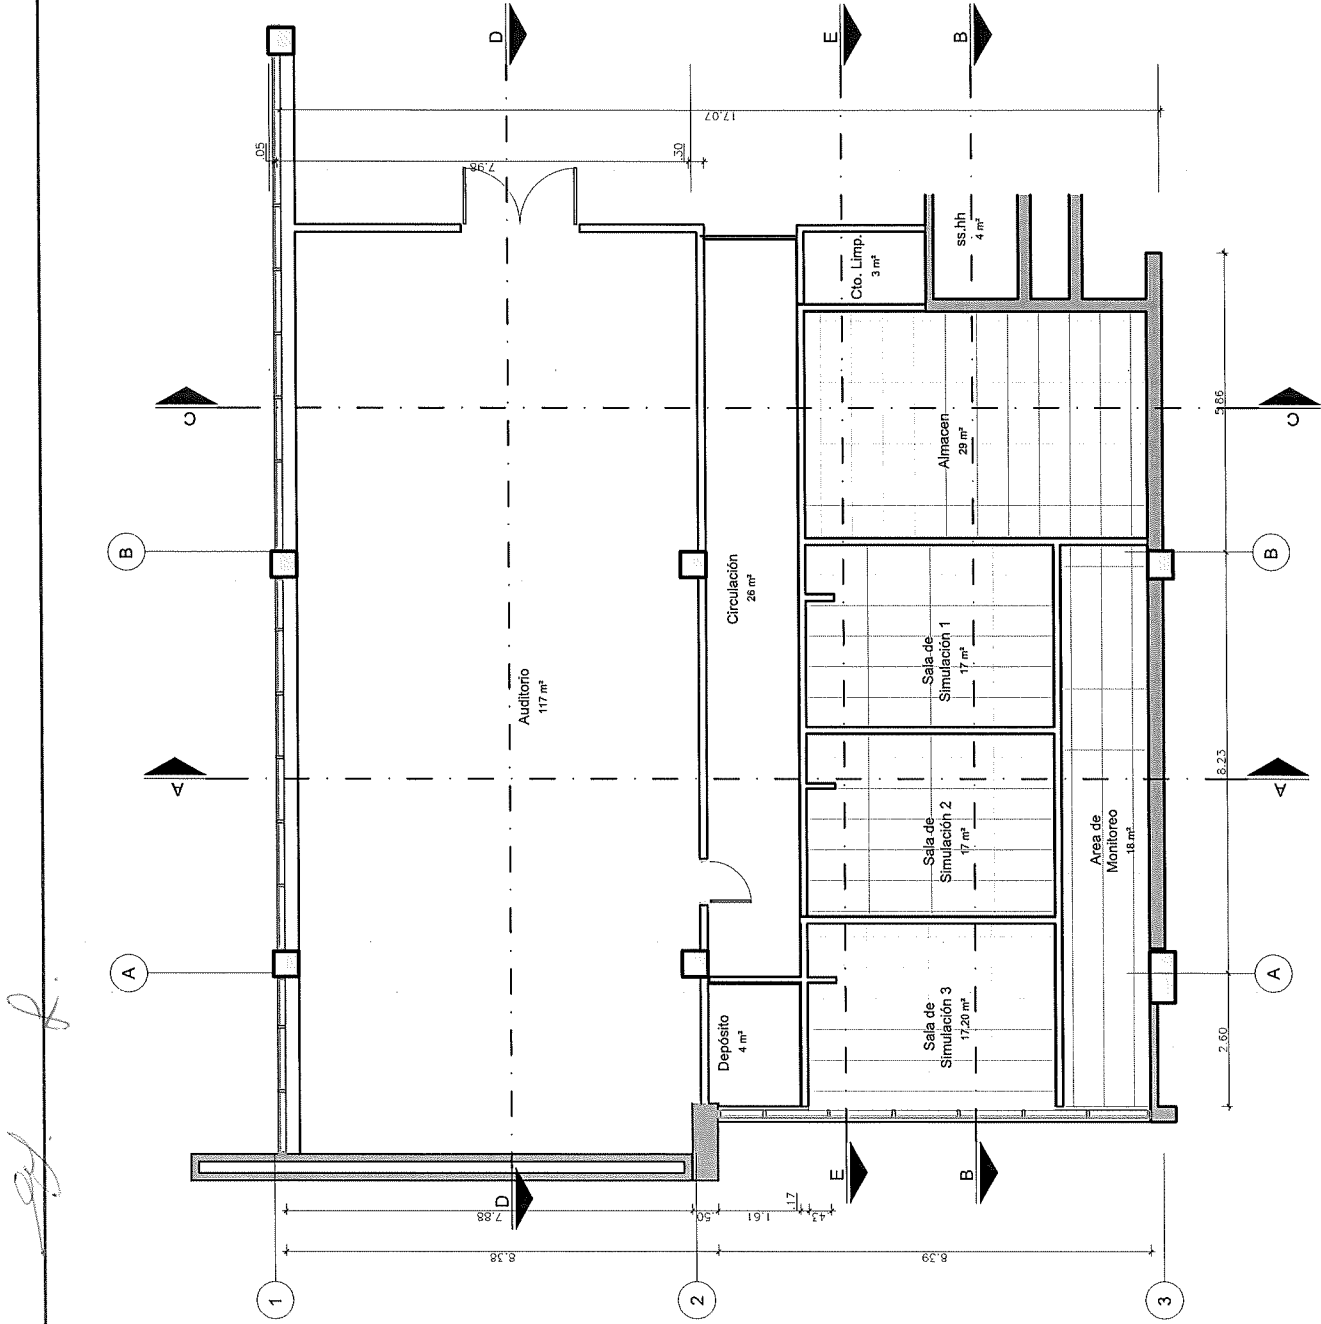 D
E
B
17.07
.05
7.98
.30
ss.hh
4 m²
Cto. Limp.
3 m²
C
C
5.86
Almacen
29 m²
B
B
Circulación
26 m²
Sala de
Simulación 1
17 m²
Auditorio
117 m²
A
A
8.23
Sala de
Simulación 2
17 m²
Area de
Monitoreo
18 m²
A
A
Sala de
Simulación 3
17,20 m²
Depósito
4 m²
2.60
D
E
B
7.88
.50
1.61
.17
.43
8.38
8.39
1
2
3